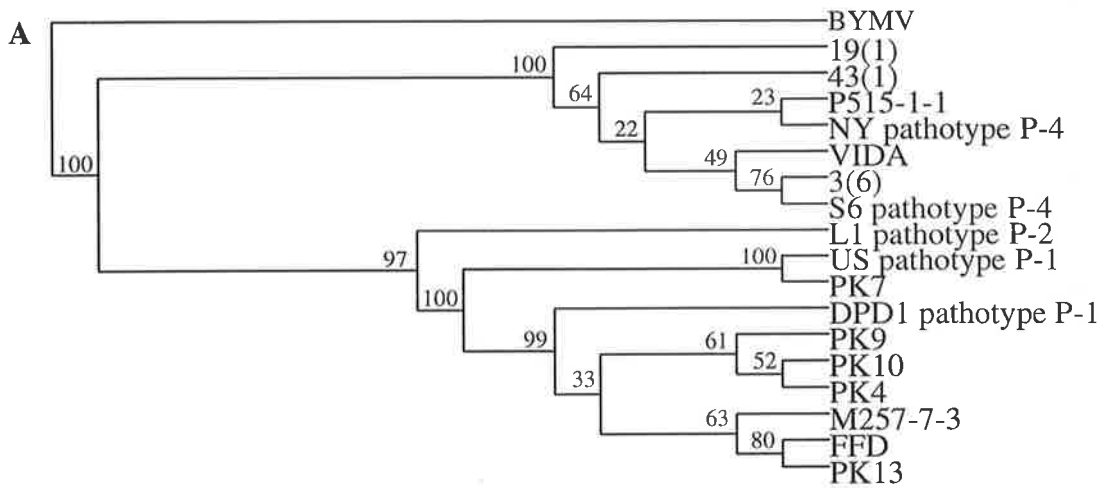 A
BYMV
19(1)
100
43(1)
64
P515-1-1
23
NY pathotype P-4
22
VIDA
49
3(6)
76
S6 pathotype P-4
100
L1 pathotype P-2
97
US pathotype P-1
100
PK7
100
DPD1 pathotype P-1
99
PK9
61
PK10
52
PK4
33
M257-7-3
63
FFD
80
PK13